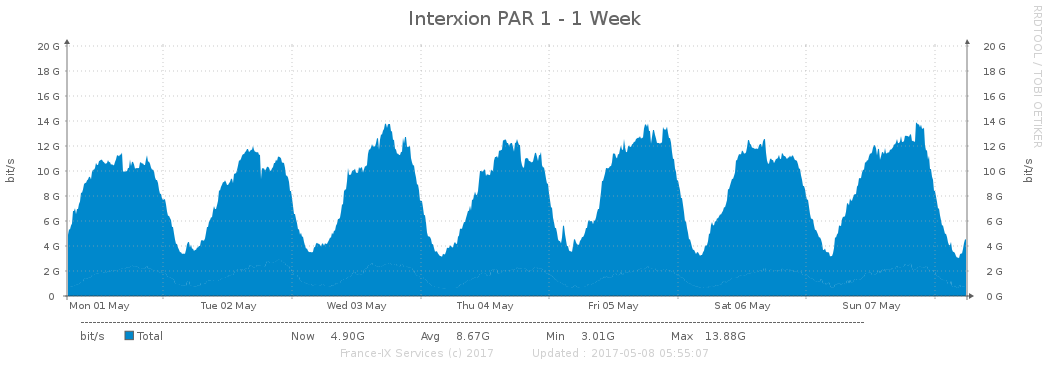 Interxion PAR 1 - 1 Week
RRDTOOL / TOBI OETIKER
20 G 20 G
18 G 18 G
16 G 16 G
14 G 14 G
12 G 12 G
10 G 10 G
8 G 8 G
6 G 6 G
4 G 4 G
2 G 2 G
0 0 G
bit/s
bit/s
Mon 01 May Tue 02 May Wed 03 May Thu 04 May Fri 05 May Sat 06 May Sun 07 May
bit/s Total Now 4.90G Avg 8.67G Min 3.01G Max 13.88G
France-IX Services (c) 2017 Updated : 2017-05-08 05:55:07